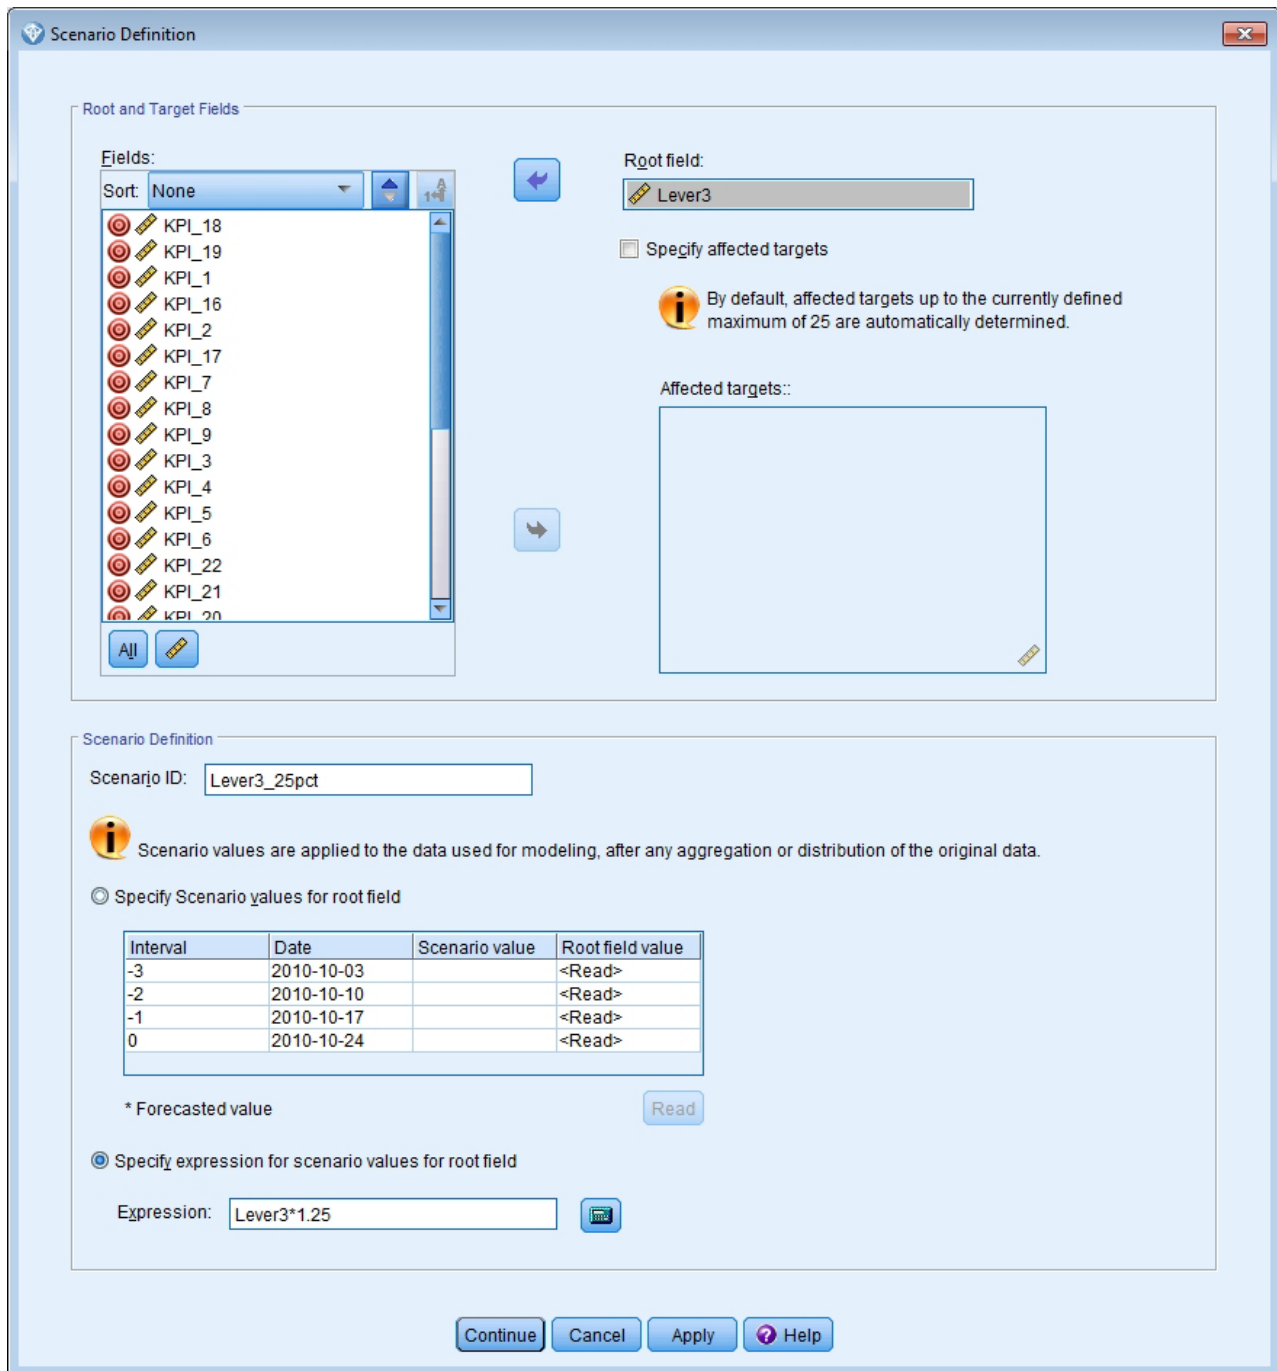 Scenario Definition
Root and Target Fields
Fields:
Sort: None
KPI_18
KPI_19
KPI_1
KPI_16
KPI_2
KPI_17
KPI_7
KPI_8
KPI_9
KPI_3
KPI_4
KPI_5
KPI_6
KPI_22
KPI_21
KPI_20
All
Root field:
Lever3
Specify affected targets
By default, affected targets up to the currently defined
maximum of 25 are automatically determined.
Affected targets::
Scenario Definition
Scenario ID: Lever3_25pct
Scenario values are applied to the data used for modeling, after any aggregation or distribution of the original data.
Specify Scenario values for root field
Interval Date Scenario value Root field value
-3 2010-10-03 <Read>
-2 2010-10-10 <Read>
-1 2010-10-17 <Read>
0 2010-10-24 <Read>
* Forecasted value Read
Specify expression for scenario values for root field
Expression: Lever3*1.25
Continue Cancel Apply Help